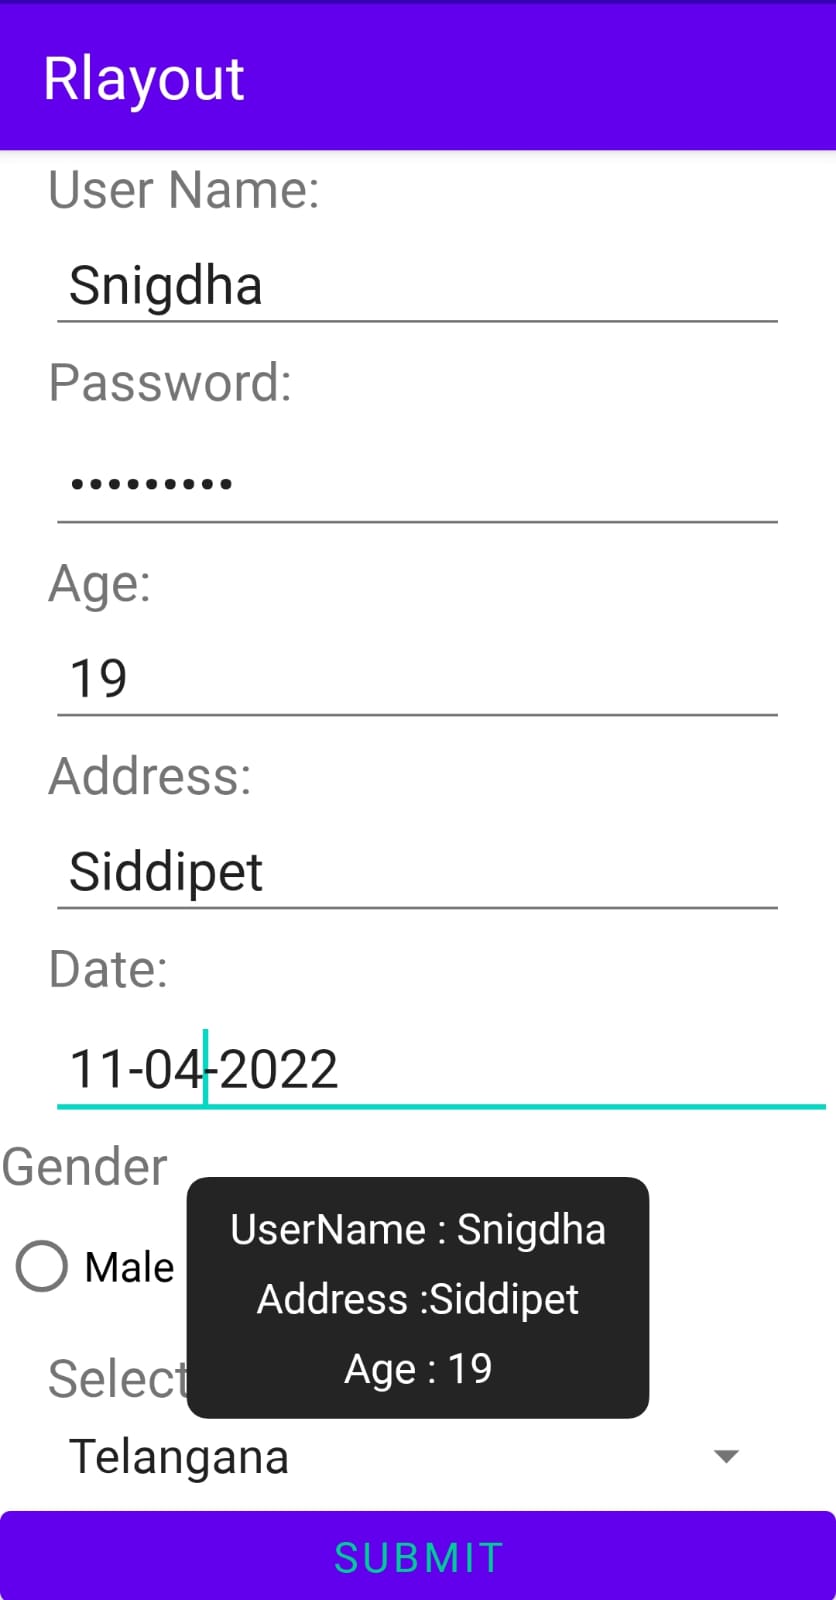 Rlayout
User Name:
Snigdha
Password:
•••••••••
Age:
19
Address:
Siddipet
Date:
11-04-2022
Gender
Male
UserName : Snigdha
Address :Siddipet
Age : 19
Select
Telangana
SUBMIT